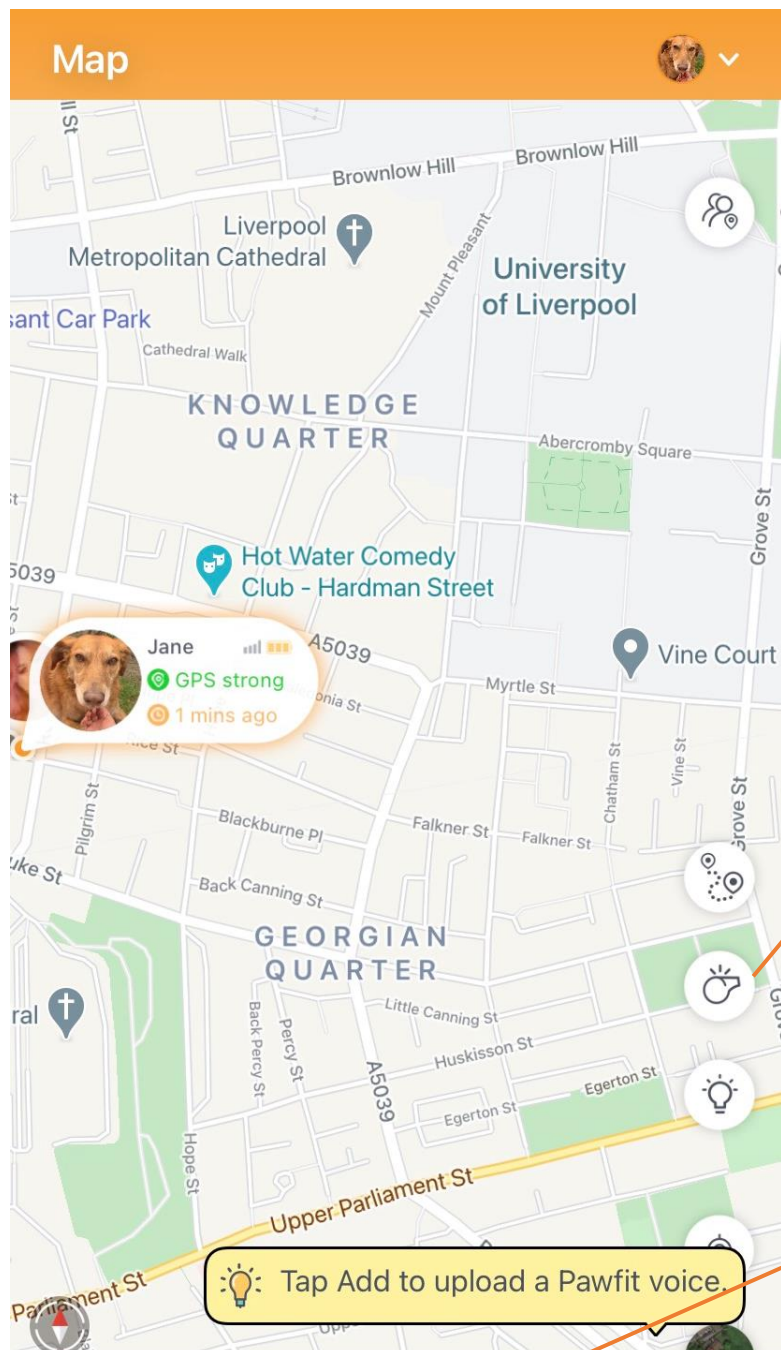 Map
ll St
Brownlow Hill
Brownlow Hill
Liverpool
Metropolitan Cathedral
Mount Pleasant
University
of Liverpool
sant Car Park
Cathedral Walk
KNOWLEDGE
QUARTER
Abercromby Square
Grove St
Hot Water Comedy
Club - Hardman Street
5039
A5039
Jane
GPS strong
1 mins ago
onia St
Vine Court
Myrtle St
Rice St
Pilgrim St
Chatham St
Vine St
Grove St
Blackburne Pl
Falkner St
Falkner St
uke St
Back Canning St
GEORGIAN
QUARTER
ral
Little Canning St
Back Percy St
Percy St
Huskisson St
A5039
Egerton St
Egerton St
Hope St
Upper Parliament St
Tap Add to upload a Pawfit voice.
Parliament St